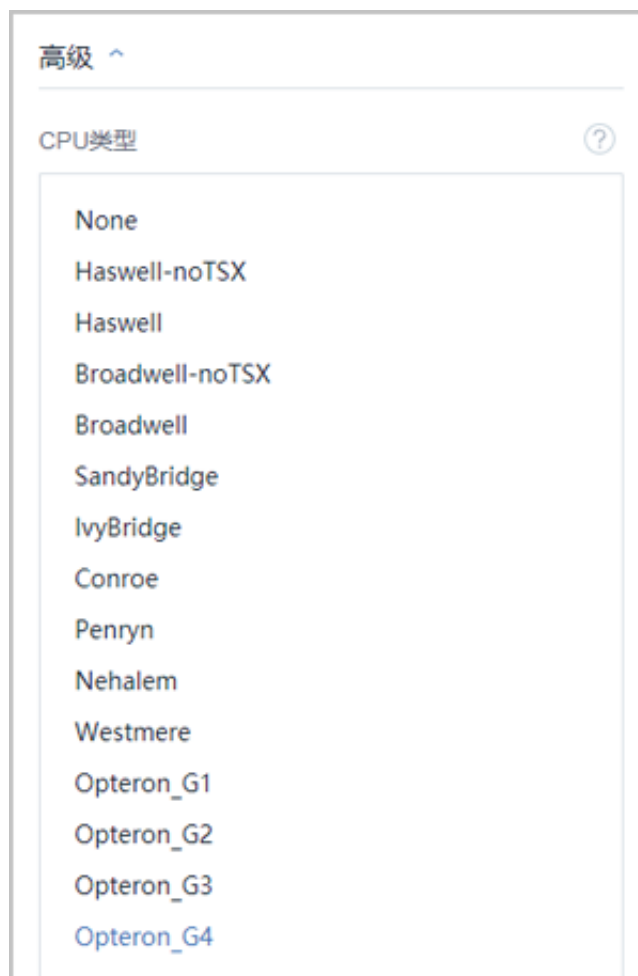 高级
CPU类型
None
Haswell-noTSX
Haswell
Broadwell-noTSX
Broadwell
SandyBridge
IvyBridge
Conroe
Penryn
Nehalem
Westmere
Opteron_G1
Opteron_G2
Opteron_G3
Opteron_G4